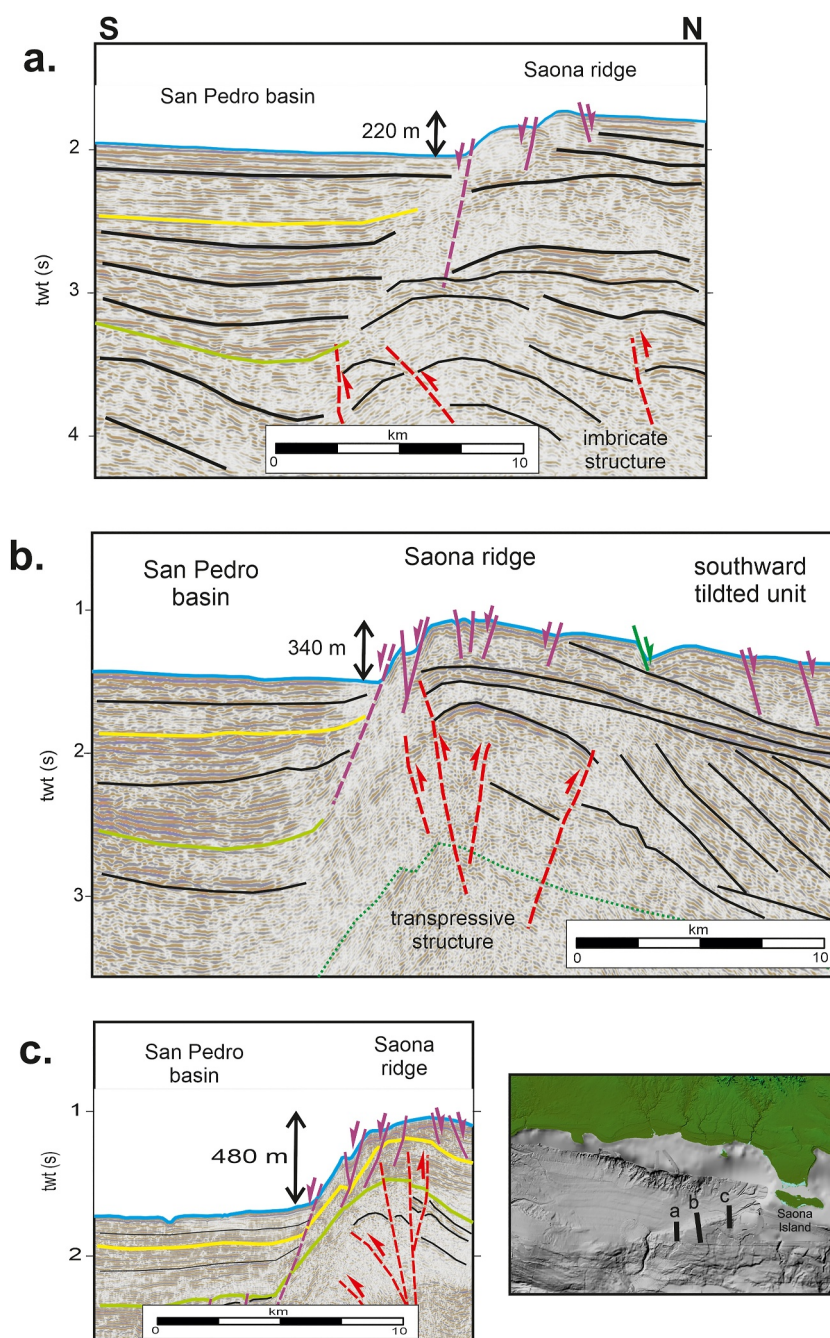 S N
a.
Saona ridge
San Pedro basin
220 m
2
3
4
twt (s)
km
0 10
imbricate
structure
b.
San Pedro
basin
Saona ridge
southward
tildted unit
340 m
1
2
3
twt (s)
transpressive
structure
km
0 10
c.
San Pedro
basin
Saona
ridge
480 m
1
2
twt (s)
km
0 10
a b c
Saona
Island